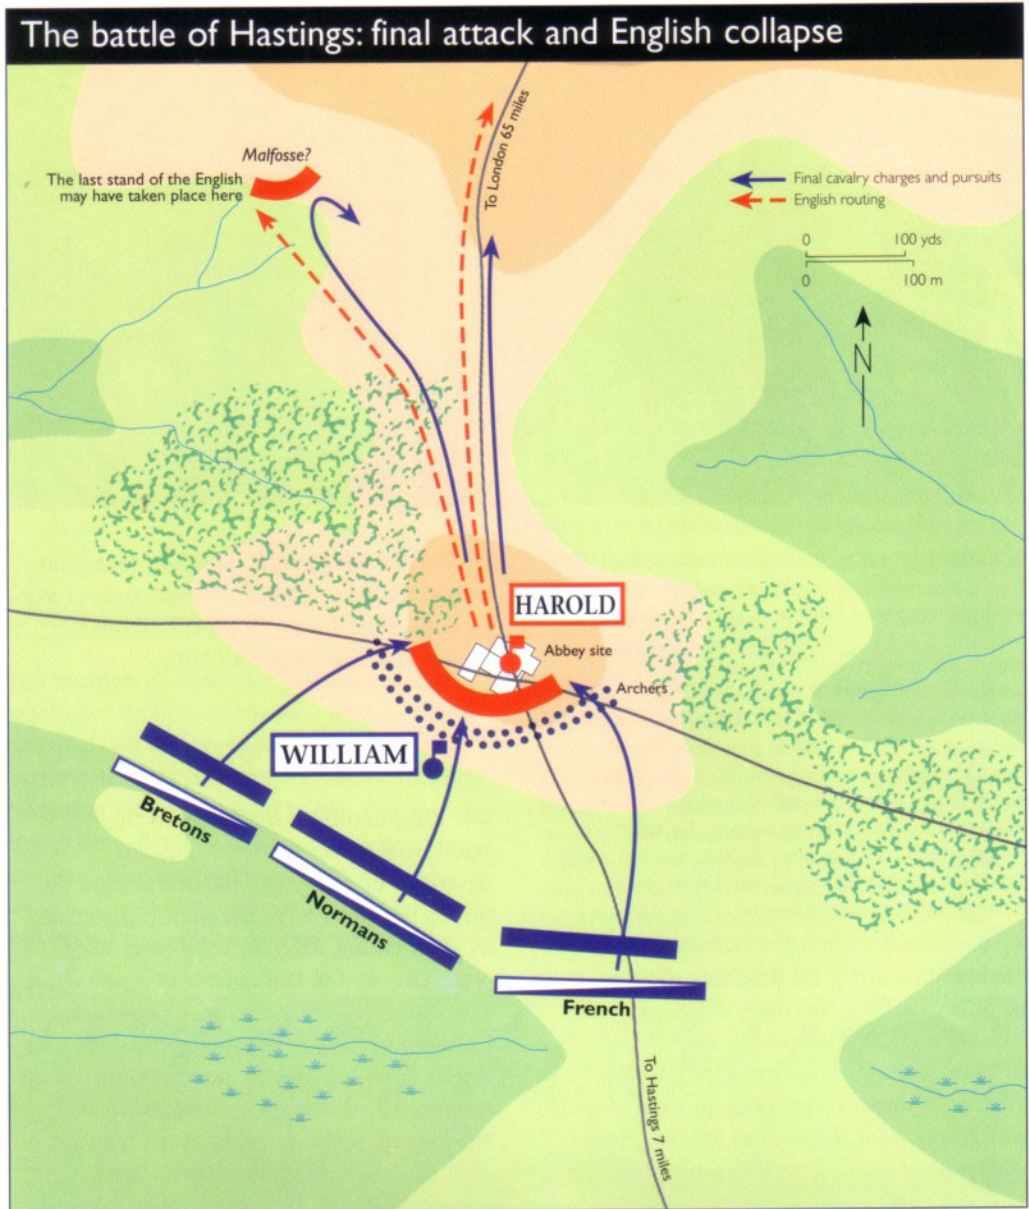 The battle of Hastings: final attack and English collapse
To London 65 miles
Malfosse?
The last stand of the English
may have taken place here
Final cavalry charges and pursuits
English routing
0 100 yds
0 100 m
N
HAROLD
Abbey site
Archers
WILLIAM
Bretons
Normans
French
To Hastings 7 miles